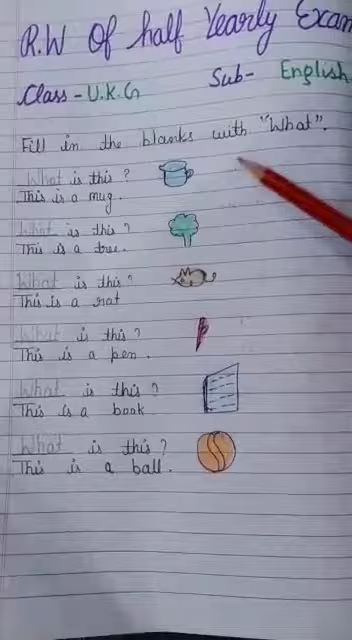 R.W Of half Yearly Exam
Class - U.K.G Sub- English
Fill in the blanks with "What".
What is this ?
This is a mug.
What is this ?
This is a tree.
What is this ?
This is a rat
What is this ?
This is a pen.
What is this ?
This is a book
What is this ?
This is a ball.